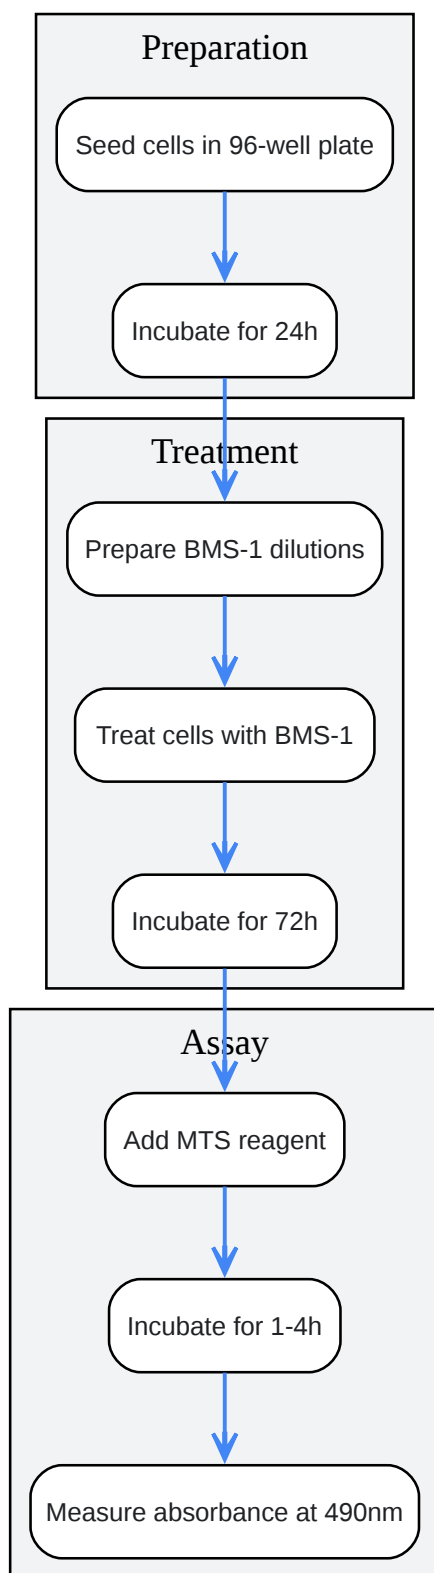 Preparation
Seed cells in 96-well plate
Incubate for 24h
Treatment
Prepare BMS-1 dilutions
Treat cells with BMS-1
Incubate for 72h
Assay
Add MTS reagent
Incubate for 1-4h
Measure absorbance at 490nm